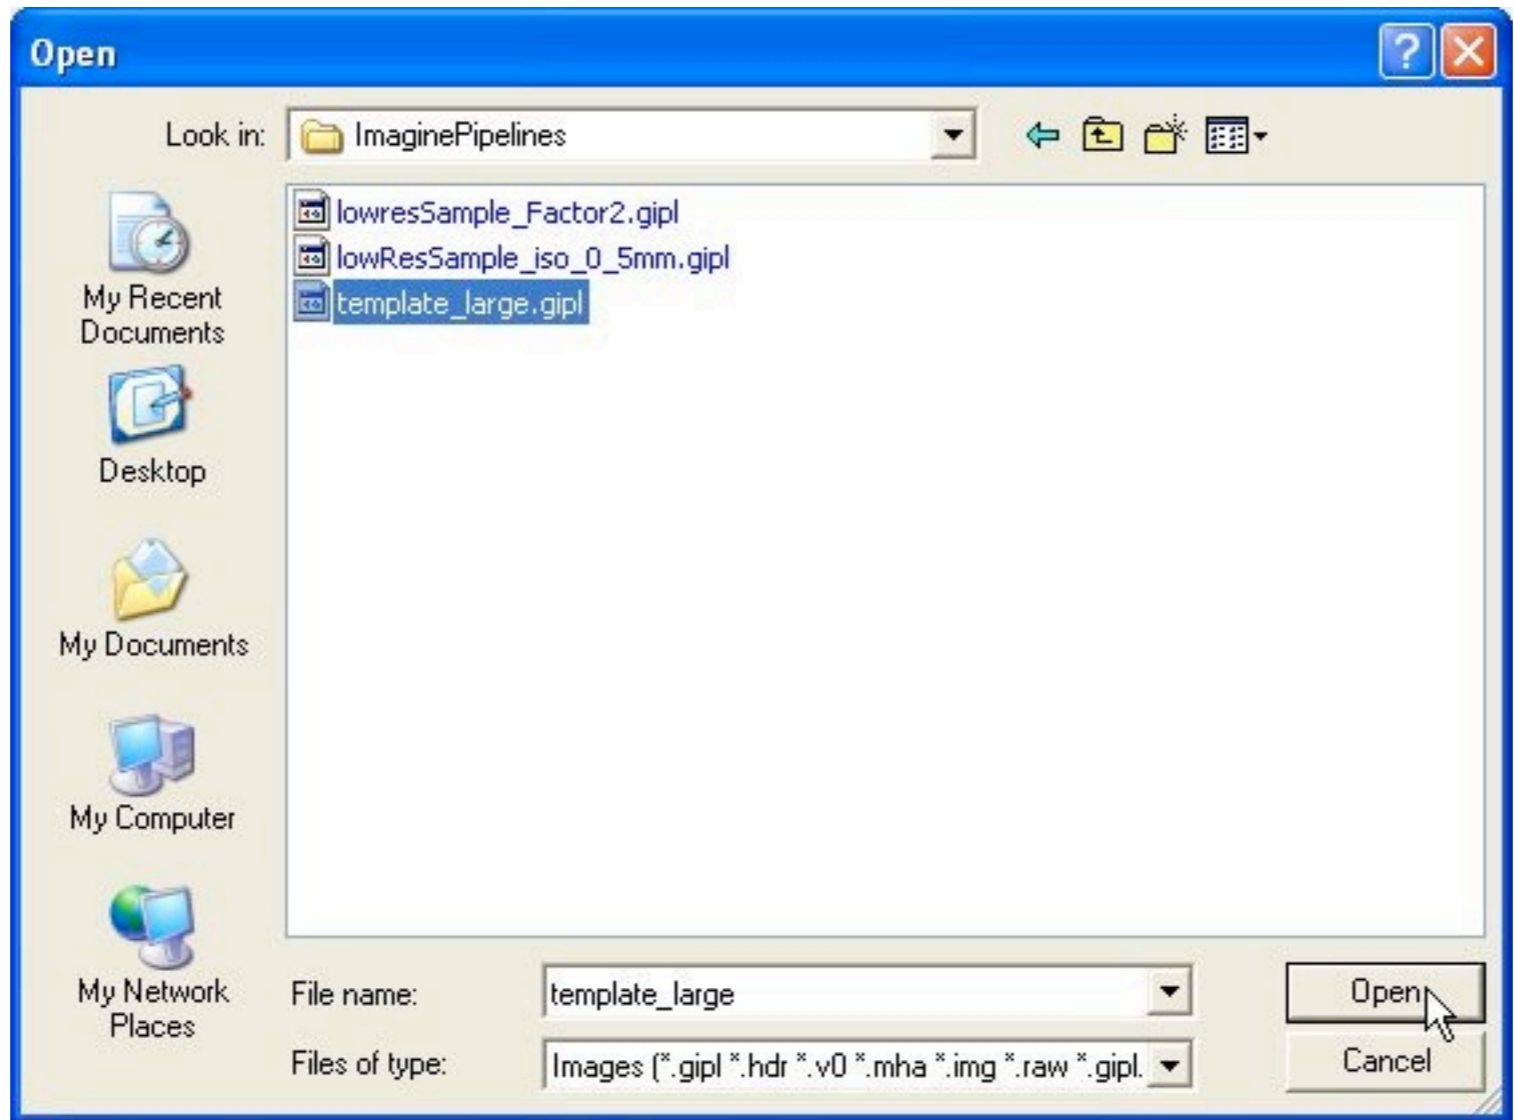 Open
Look in: ImaginePipelines
lowresSample_Factor2.gipl
lowResSample_iso_0_5mm.gipl
template_large.gipl
My Recent
Documents
Desktop
My Documents
My Computer
My Network
Places
File name: template_large Open
Files of type: Images (*.gipl *.hdr *.v0 *.mha *.img *.raw *.gipl. Cancel